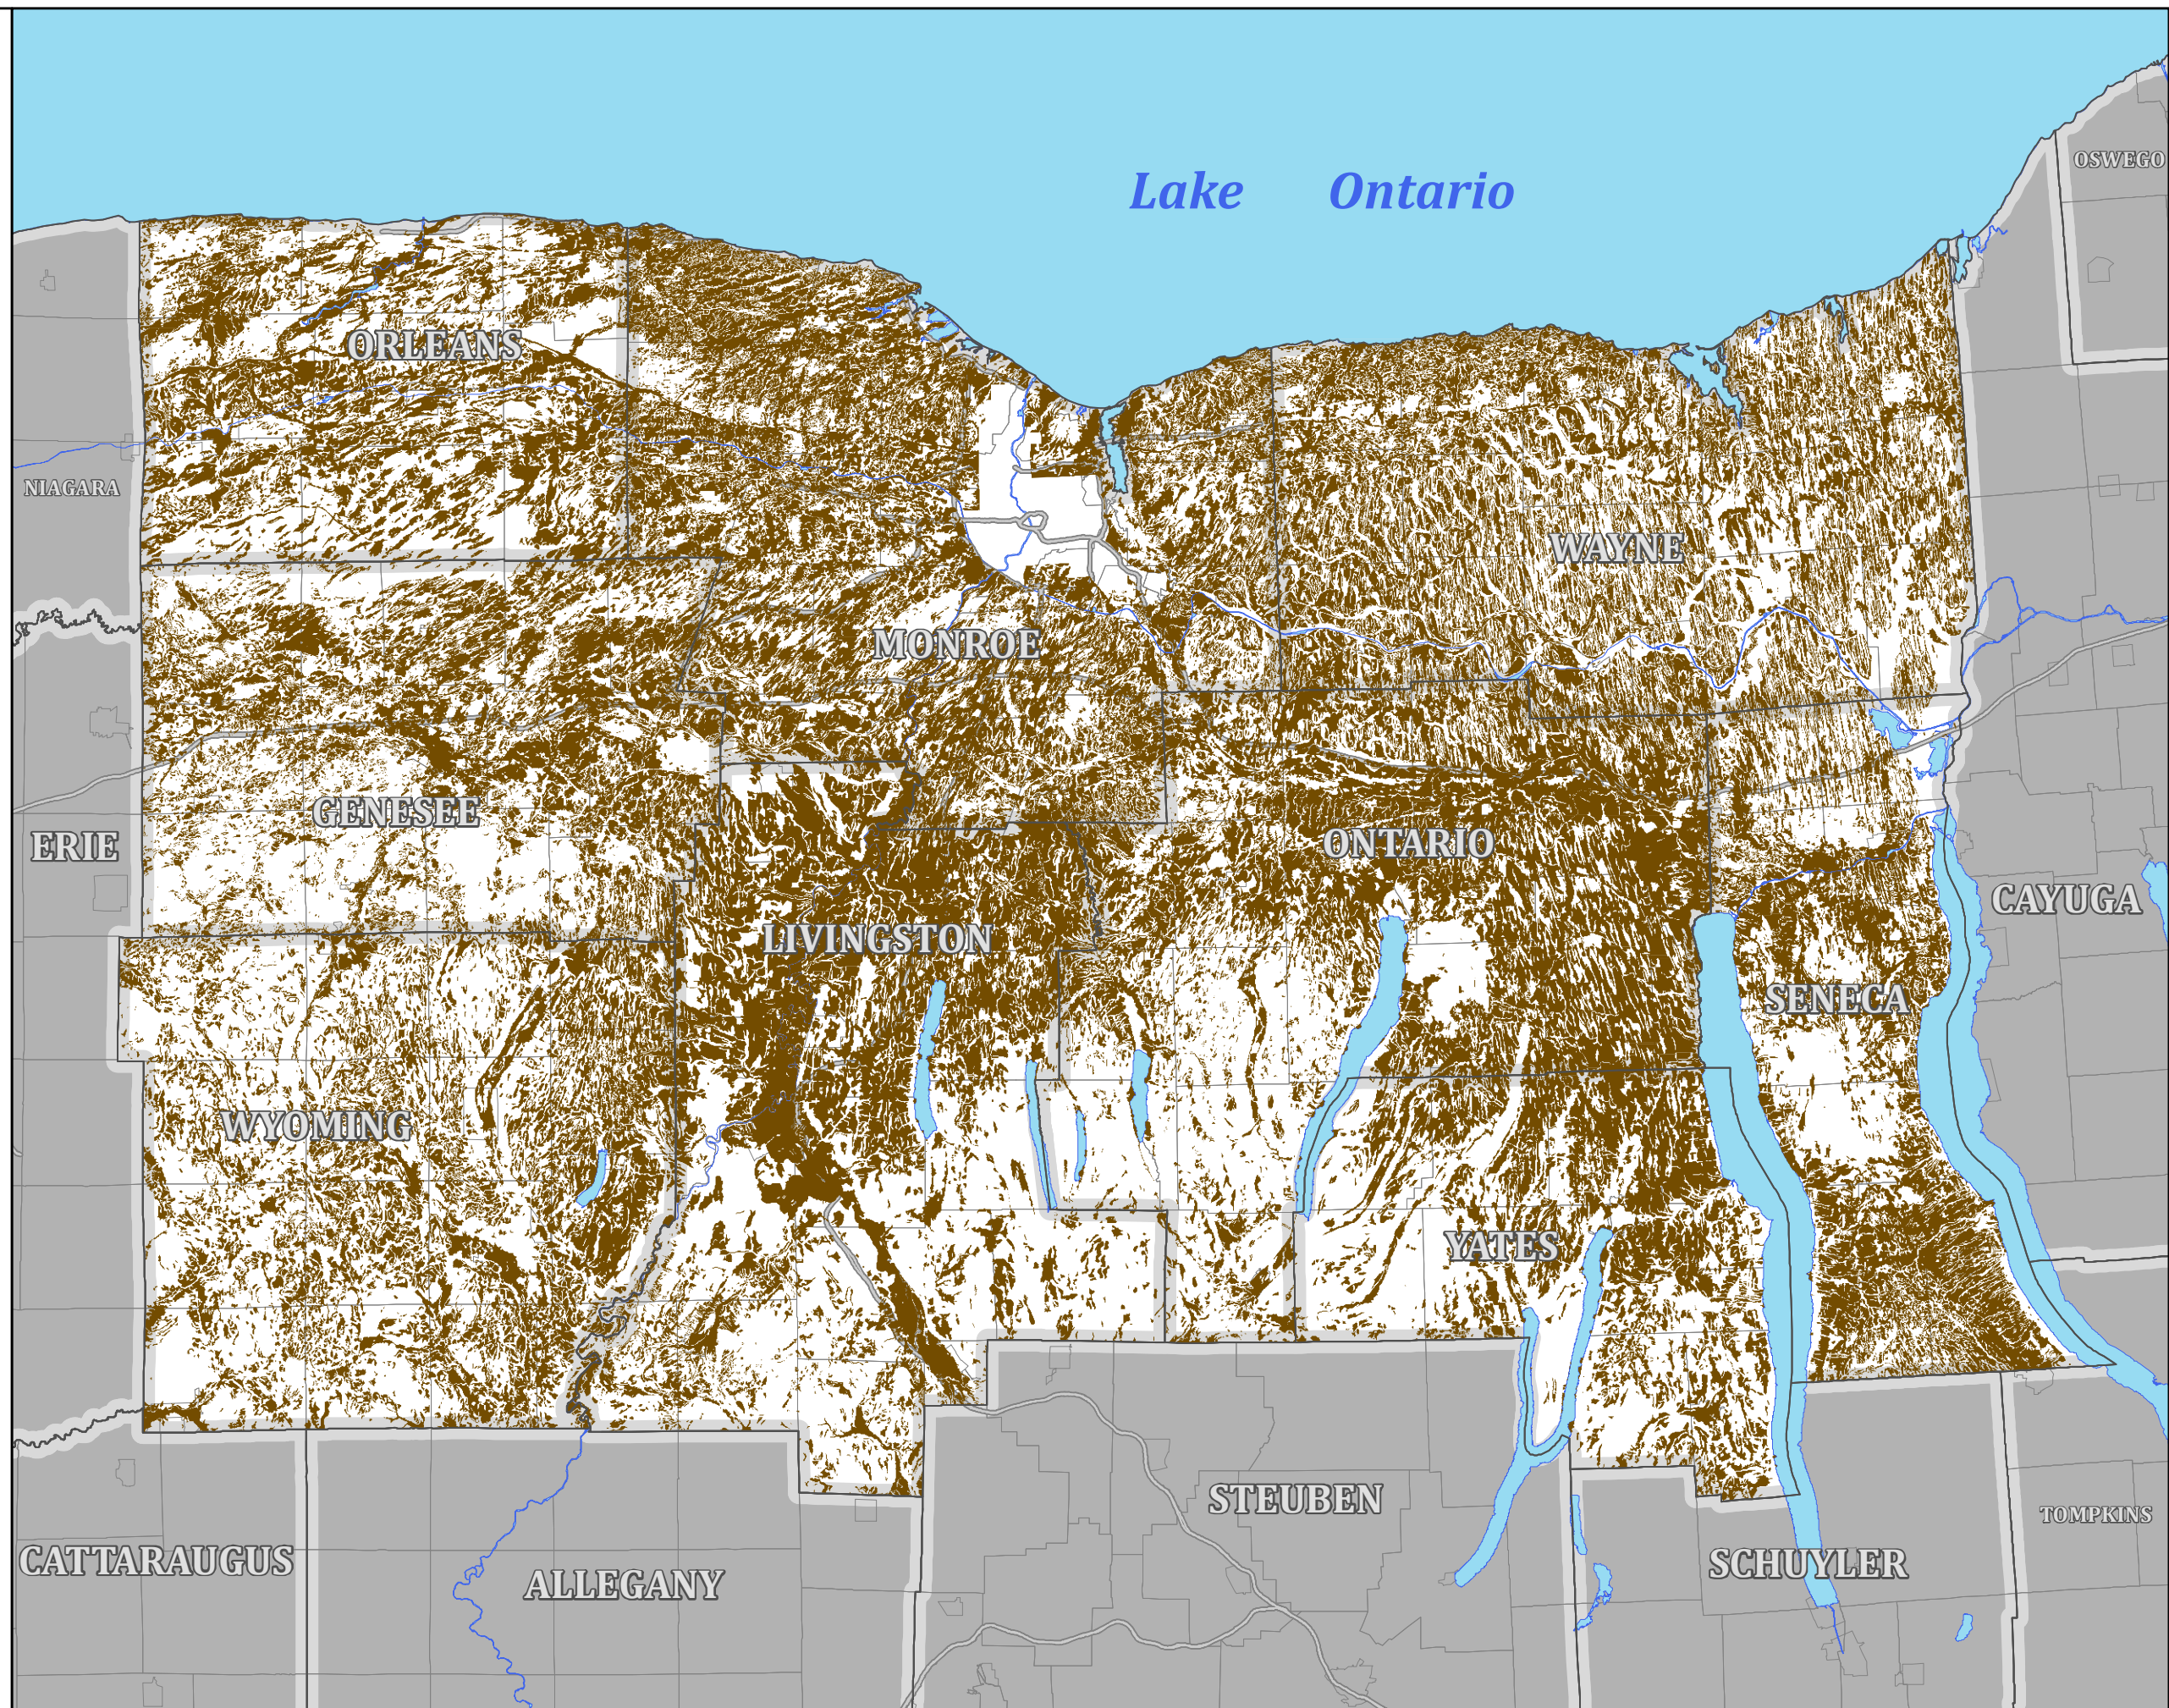 OSWEGO
Lake Ontario
ORLEANS
NIAGARA
WAYNE
MONROE
GENESEE
ERIE
ONTARIO
CAYUGA
LIVINGSTON
SENECA
WYOMING
YATES
STEUBEN
TOMPKINS
CATTARAUGUS
SCHUYLER
ALLEGANY